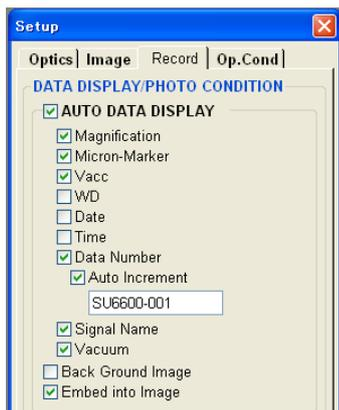 Setup
Optics Image Record Op.Cond
DATA DISPLAY/PHOTO CONDITION
AUTO DATA DISPLAY
Magnification
Micron-Marker
Vacc
WD
Date
Time
Data Number
Auto Increment
SU6600-001
Signal Name
Vacuum
Back Ground Image
Embed into Image